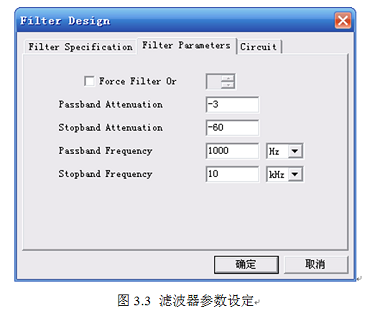 Filter Design
Filter Specification Filter Parameters Circuit
Force Filter Or
Passband Attenuation -3
Stopband Attenuation -60
Passband Frequency 1000 Hz
Stopband Frequency 10 kHz
确定 取消
图 3.3 滤波器参数设定